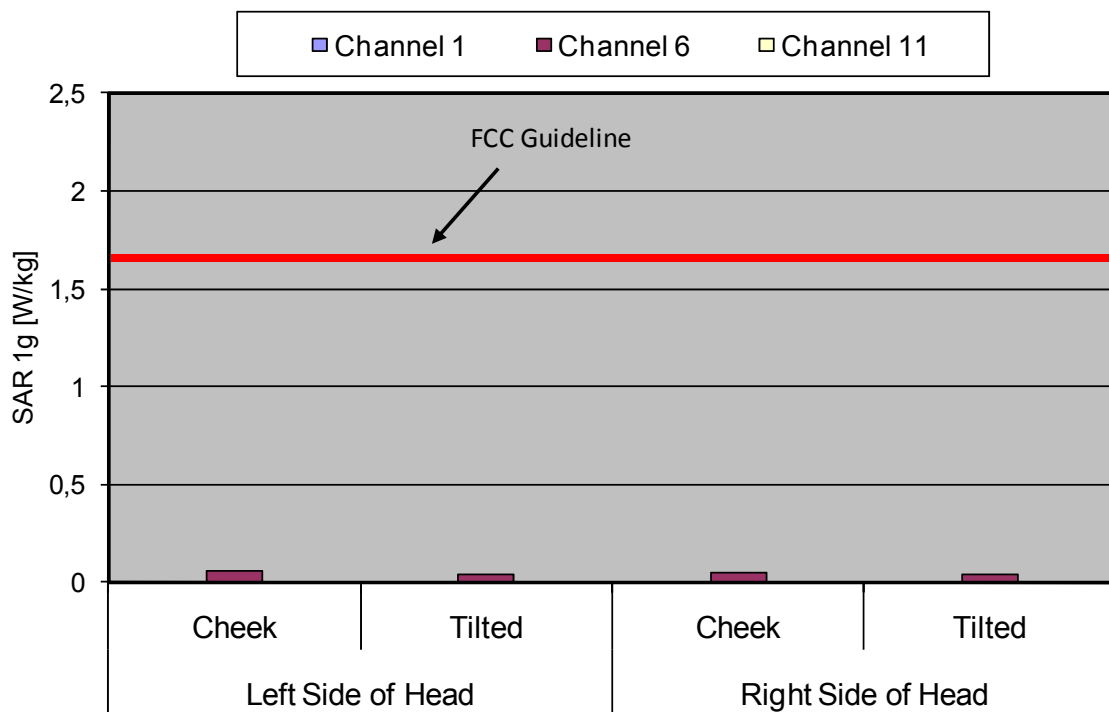 Channel 1 Channel 6 Channel 11
2,5
FCC Guideline
2
1,5
1
0,5
0
SAR 1g [W/kg]
Cheek Tilted Cheek Tilted
Left Side of Head Right Side of Head